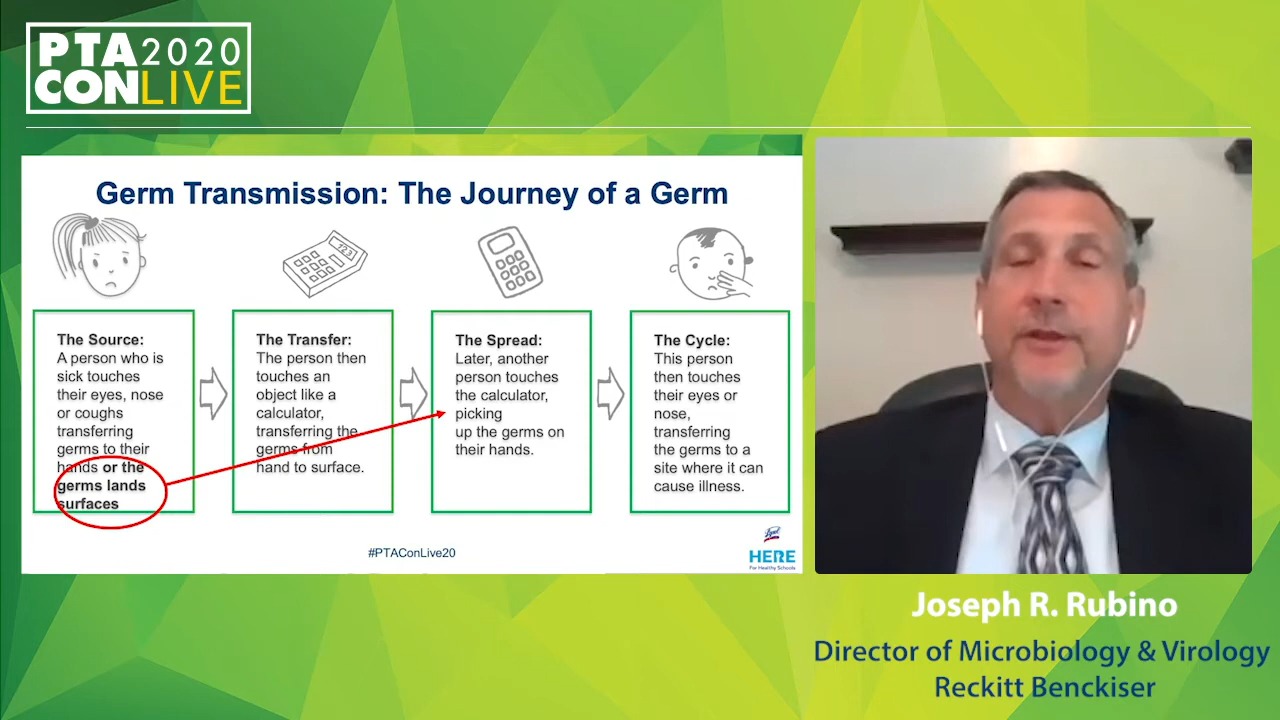 PTA2020
CONLIVE
Germ Transmission: The Journey of a Germ
The Source:
A person who is
sick touches
their eyes, nose
or coughs
transferring
germs to their
hands or the
germs lands
surfaces
The Transfer:
The person then
touches an
object like a
calculator,
transferring the
germs from
hand to surface.
The Spread:
Later, another
person touches
the calculator,
picking
up the germs on
their hands.
The Cycle:
This person
then touches
their eyes or
nose,
transferring
the germs to a
site where it can
cause illness.
#PTAConLive20
Lysol
HERE
For Healthy Schools
Joseph R. Rubino
Director of Microbiology & Virology
Reckitt Benckiser